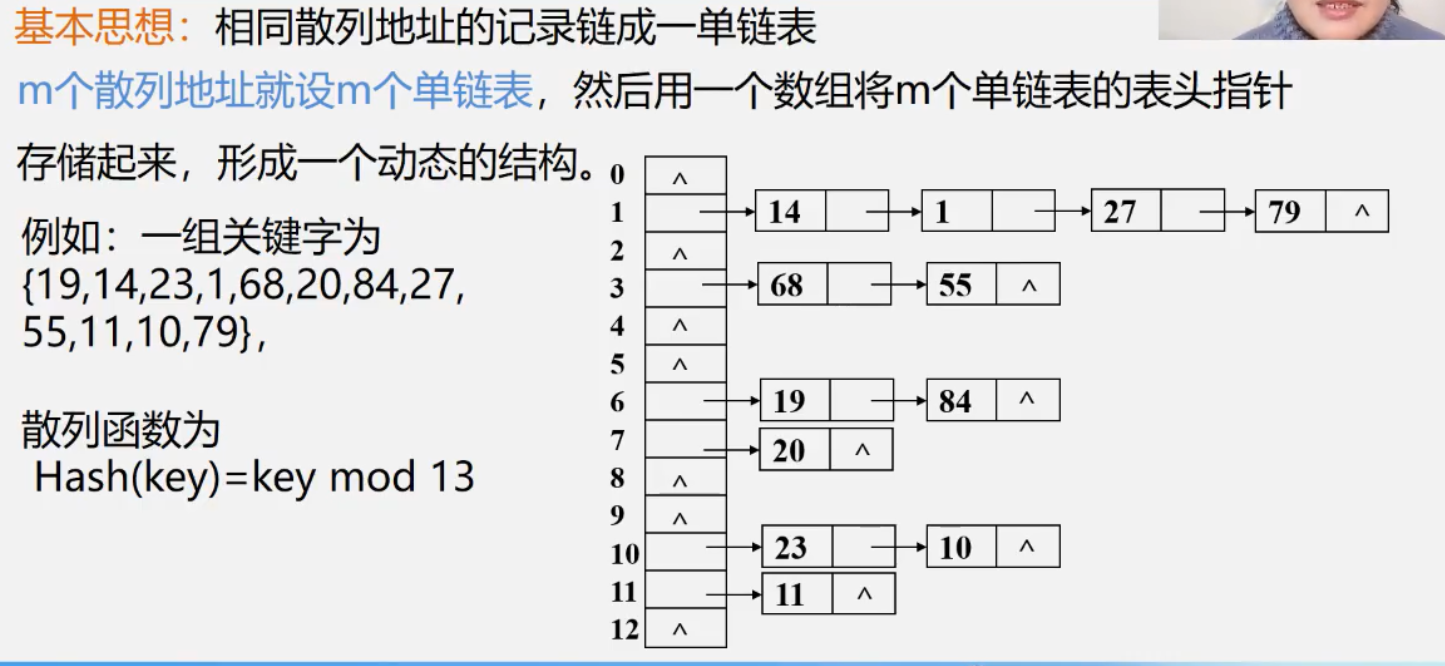 基本思想：相同散列地址的记录链成一单链表
m个散列地址就设m个单链表，然后用一个数组将m个单链表的表头指针
存储起来，形成一个动态的结构。
例如：一组关键字为
{19,14,23,1,68,20,84,27,
55,11,10,79}，
散列函数为
Hash(key)=key mod 13
0 ^
1 14 1 27 79 ^
2 ^
3 68 55 ^
4 ^
5 ^
6 19 84 ^
7 20 ^
8 ^
9 ^
10 23 10 ^
11 11 ^
12 ^